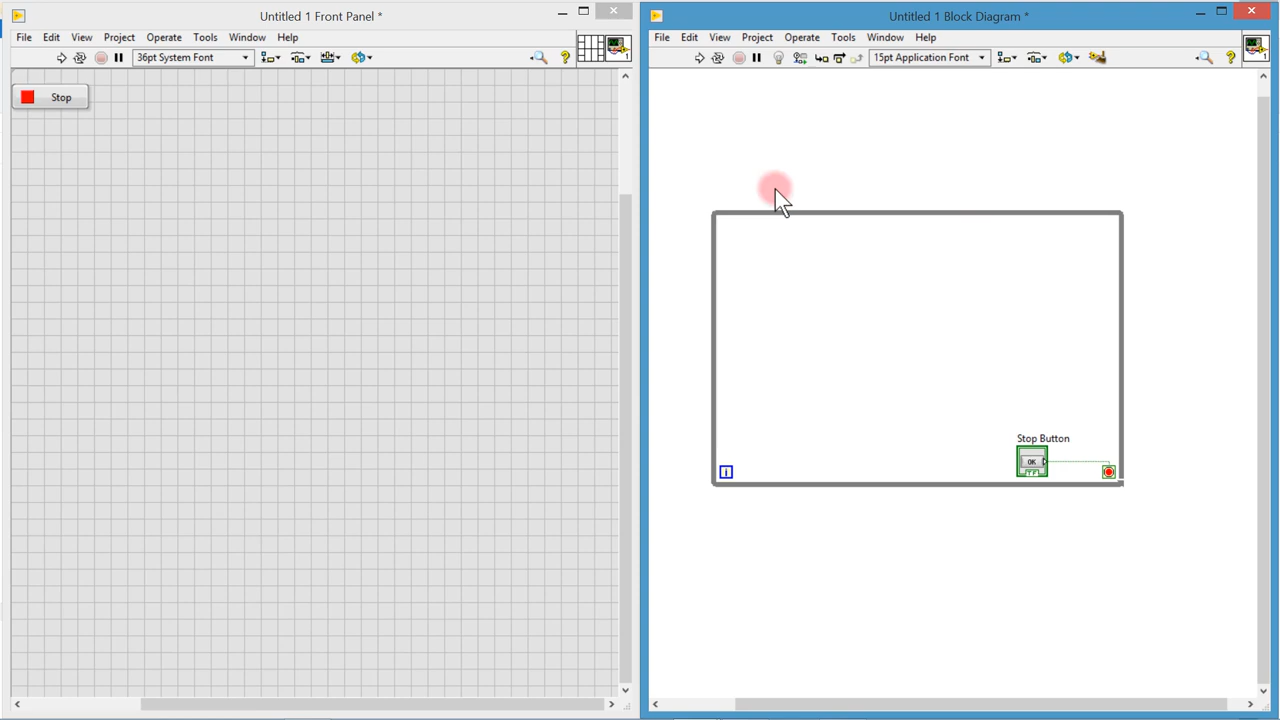 Untitled 1 Front Panel *
File Edit View Project Operate Tools Window Help
36pt System Font
Stop
Untitled 1 Block Diagram *
File Edit View Project Operate Tools Window Help
15pt Application Font
Stop Button
OK
TF
i